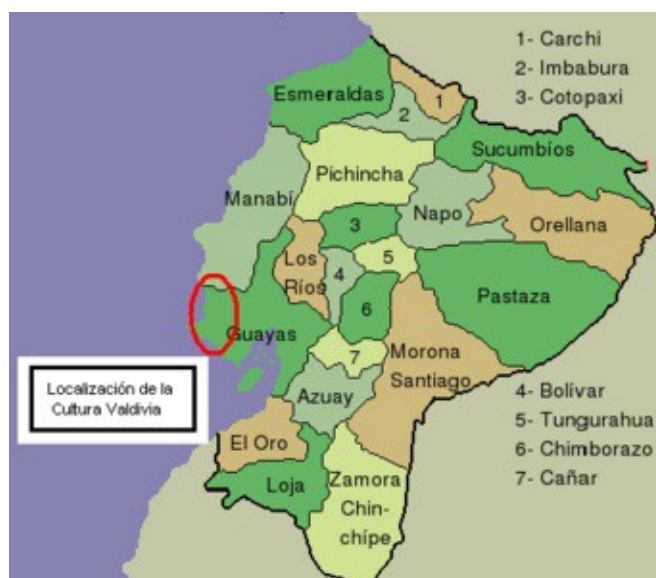 1- Carchi
2- Imbabura
3- Cotopaxi
Esmeraldas
1
2
Sucumbíos
Pichincha
Manabí
Napo
Orellana
3
Los
Ríos
4
5
Pastaza
6
Guayas
7
Morona
Santiago
Localización de la
Cultura Valdivia
Azuay
4- Bolívar
5- Tungurahua
6- Chimborazo
7- Cañar
El Oro
Loja
Zamora
Chin-
chípe